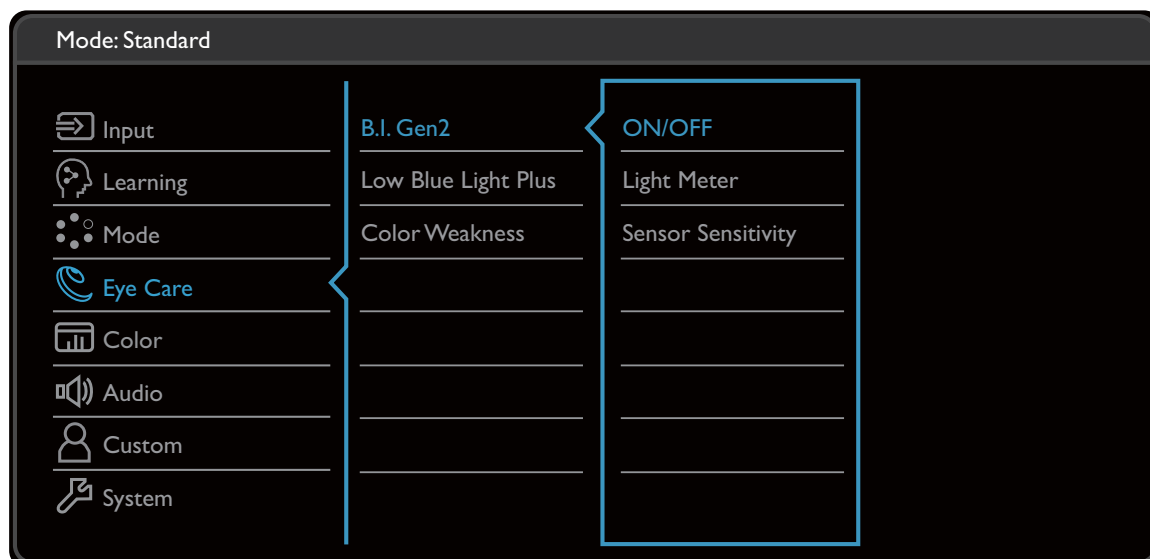 Mode: Standard
Input
B.I. Gen2
ON/OFF
Learning
Low Blue Light Plus
Light Meter
Mode
Color Weakness
Sensor Sensitivity
Eye Care
Color
Audio
Custom
System